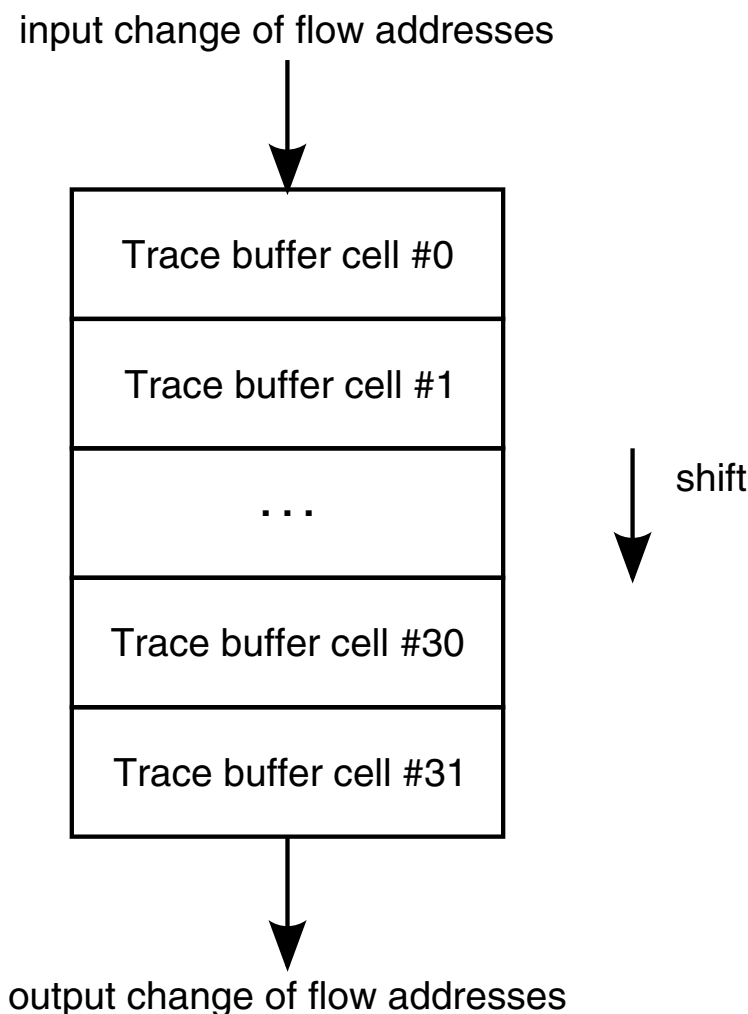 input change of flow addresses
Trace buffer cell #0
Trace buffer cell #1
. . .
shift
Trace buffer cell #30
Trace buffer cell #31
output change of flow addresses